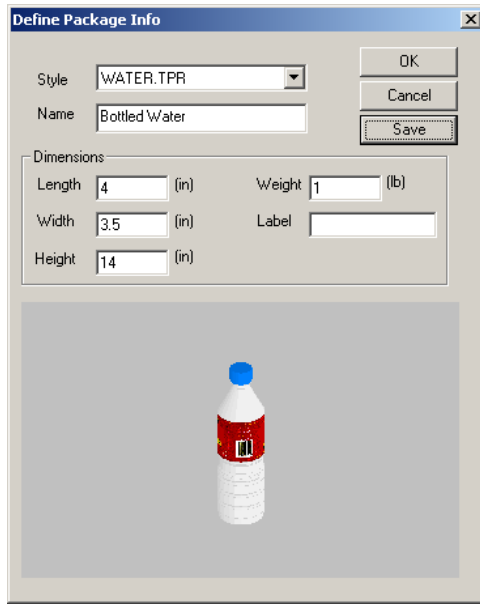 Define Package Info
Style WATER.TPR OK
Name Bottled Water Cancel
Save
Dimensions
Length 4 (in) Weight 1 (lb)
Width 3.5 (in) Label
Height 14 (in)